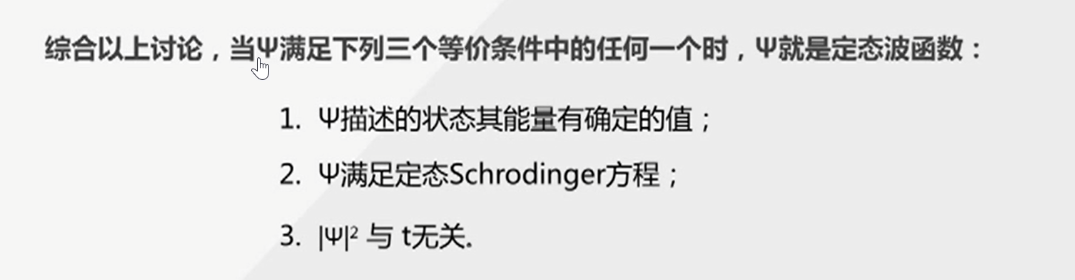 综合以上讨论，当Ψ满足下列三个等价条件中的任何一个时，Ψ就是定态波函数：
1. Ψ描述的状态其能量有确定的值；
2. Ψ满足定态Schrodinger方程；
3. |Ψ|² 与 t无关.